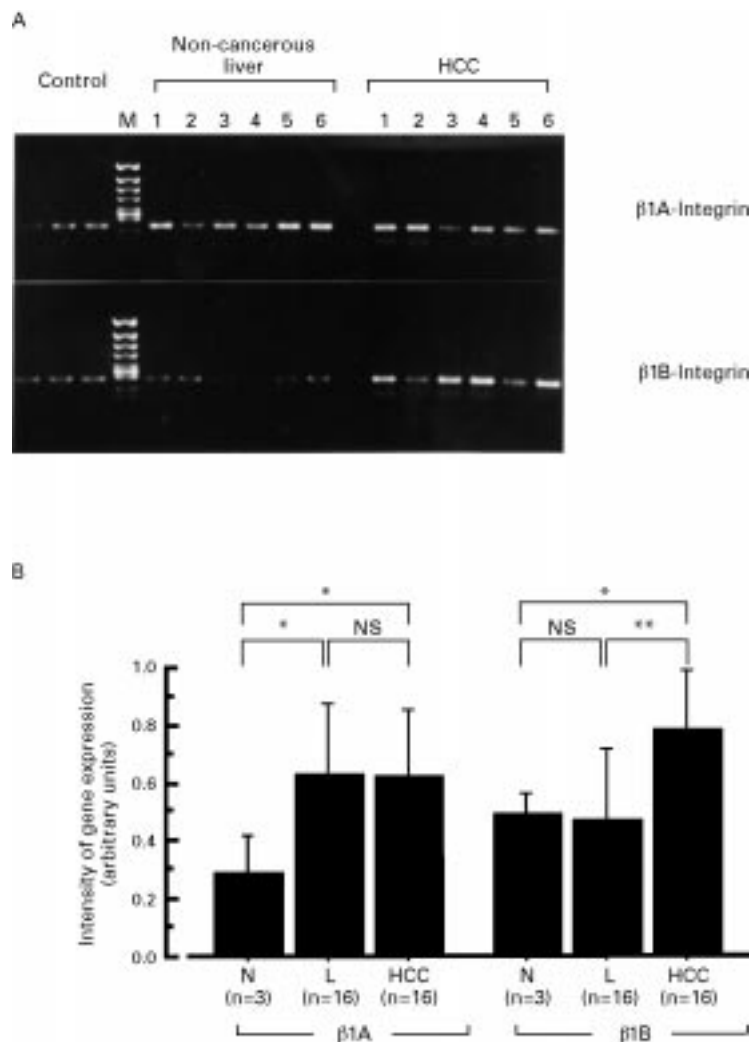 A
Non-cancerous
liver
HCC
Control
M 1 2 3 4 5 6 1 2 3 4 5 6
β1A-Integrin
β1B-Integrin
B
* *
* NS NS **
Intensity of gene expression
(arbitrary units)
1.0
0.8
0.6
0.4
0.2
0.0
N L HCC N L HCC
(n=3) (n=16) (n=16) (n=3) (n=16) (n=16)
β1A β1B